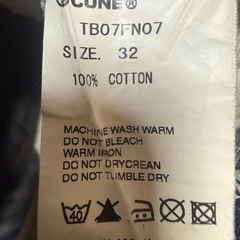 CUNE®
TB07FN07
SIZE. 32
100% COTTON
MACHINE WASH WARM
DO NOT BLEACH
WARM IRON
DO NOT DRYCREAN
DO NOT TUMBLE DRY
40